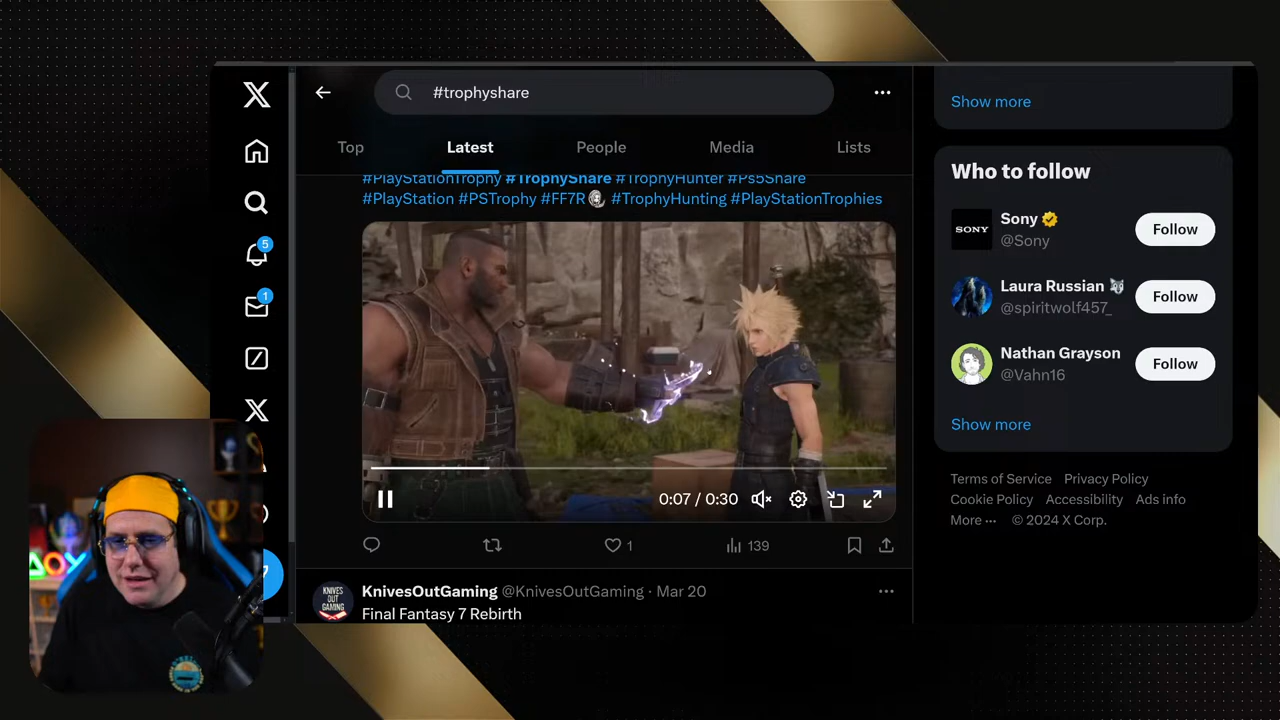 #trophyshare
Top
Latest
People
Media
Lists
#PlayStationTrophy #TrophyShare #TrophyHunter #Ps5Share
#PlayStation #PSTrophy #FF7R #TrophyHunting #PlayStationTrophies
0:07 / 0:30
1
139
KnivesOutGaming @KnivesOutGaming · Mar 20
Final Fantasy 7 Rebirth
KNIVES
OUT
GAMING
5
1
Show more
Who to follow
SONY
Sony
@Sony
Follow
Laura Russian
@spiritwolf457_
Follow
Nathan Grayson
@Vahn16
Follow
Show more
Terms of Service Privacy Policy
Cookie Policy Accessibility Ads info
More ··· © 2024 X Corp.